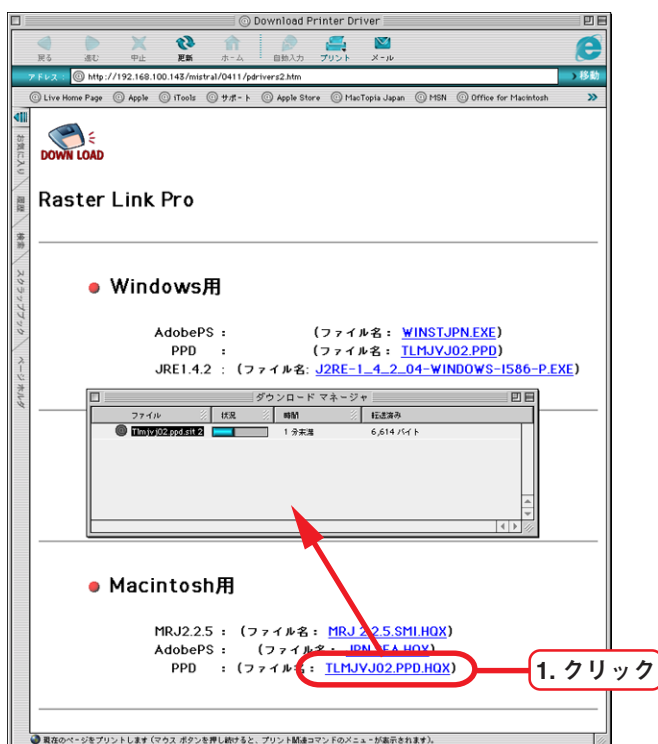 Download Printer Driver
戻る 進む 中止 更新 ホーム 自動入力 プリント メール
アドレス: http://192.168.100.143/mistral/0411/pdrivers2.htm 移動
Live Home Page Apple iTools サポート Apple Store MacTopia Japan MSN Office for Macintosh
お気に入り
履歴
検索
スクラップブック
ページ ホルダ
DOWN LOAD
Raster Link Pro
Windows用
AdobePS : (ファイル名: WINSTJPN.EXE)
PPD : (ファイル名: TLMJVJ02.PPD)
JRE1.4.2 : (ファイル名: J2RE-1_4_2_04-WINDOWS-I586-P.EXE)
ダウンロード マネージャ
ファイル 状況 時間 転送済み
Tlmjvj02.ppd.sit 2 1 分未満 6,614 バイト
Macintosh用
MRJ2.2.5 : (ファイル名: MRJ 2.2.5.SMI.HQX)
AdobePS : (ファイル名: JPN.SEA.HQX)
PPD : (ファイル名: TLMJVJ02.PPD.HQX)
1. クリック
現在のページをプリントします (マウス ボタンを押し続けると、プリント関連コマンドのメニューが表示されます)。